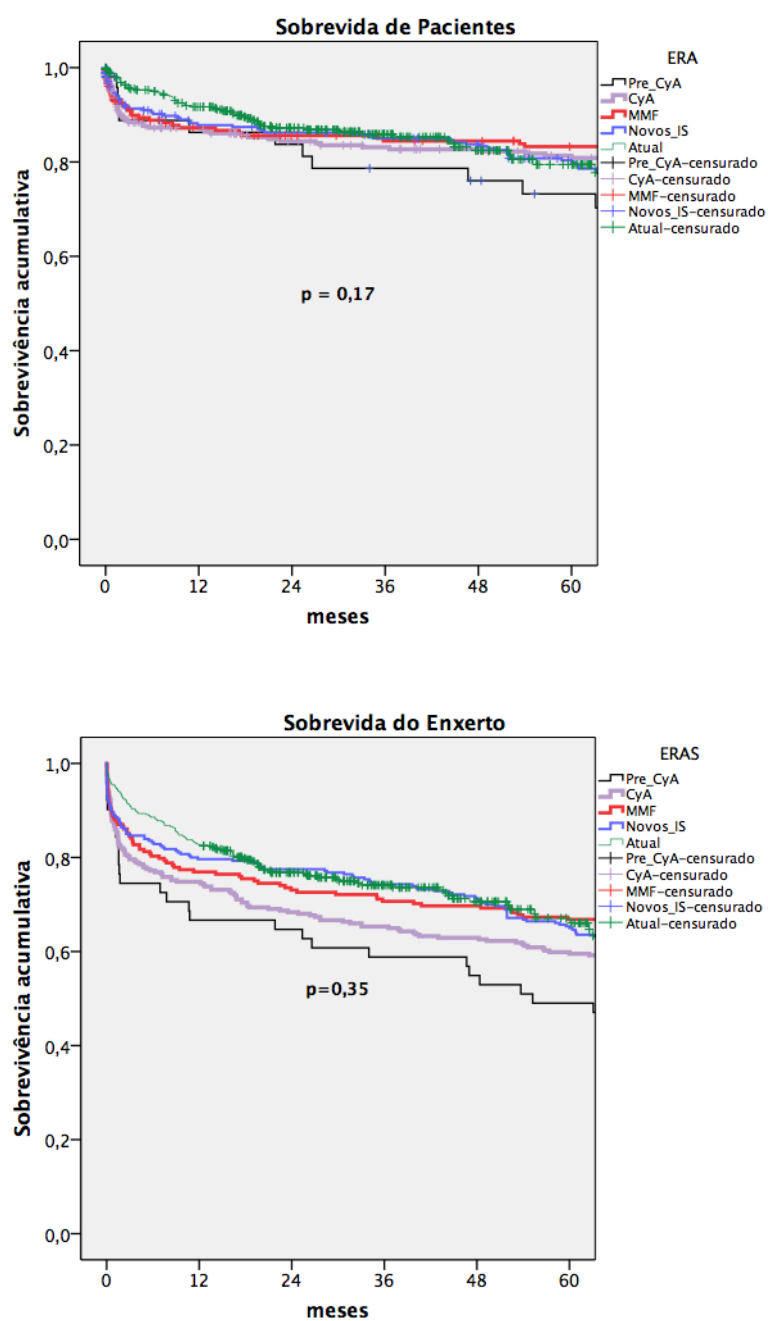 Sobrevida de Pacientes
ERA
Pre_CyA
CyA
MMF
Novos_IS
Atual
Pre_CyA-censurado
CyA-censurado
MMF-censurado
Novos_IS-censurado
Atual-censurado
Sobrevivência acumulativa
1,0
0,8
0,6
0,4
0,2
0,0
p = 0,17
0 12 24 36 48 60
meses
Sobrevida do Enxerto
ERAS
Pre_CyA
CyA
MMF
Novos_IS
Atual
Pre_CyA-censurado
CyA-censurado
MMF-censurado
Novos_IS-censurado
Atual-censurado
Sobrevivência acumulativa
1,0
0,8
0,6
0,4
0,2
0,0
p=0,35
0 12 24 36 48 60
meses